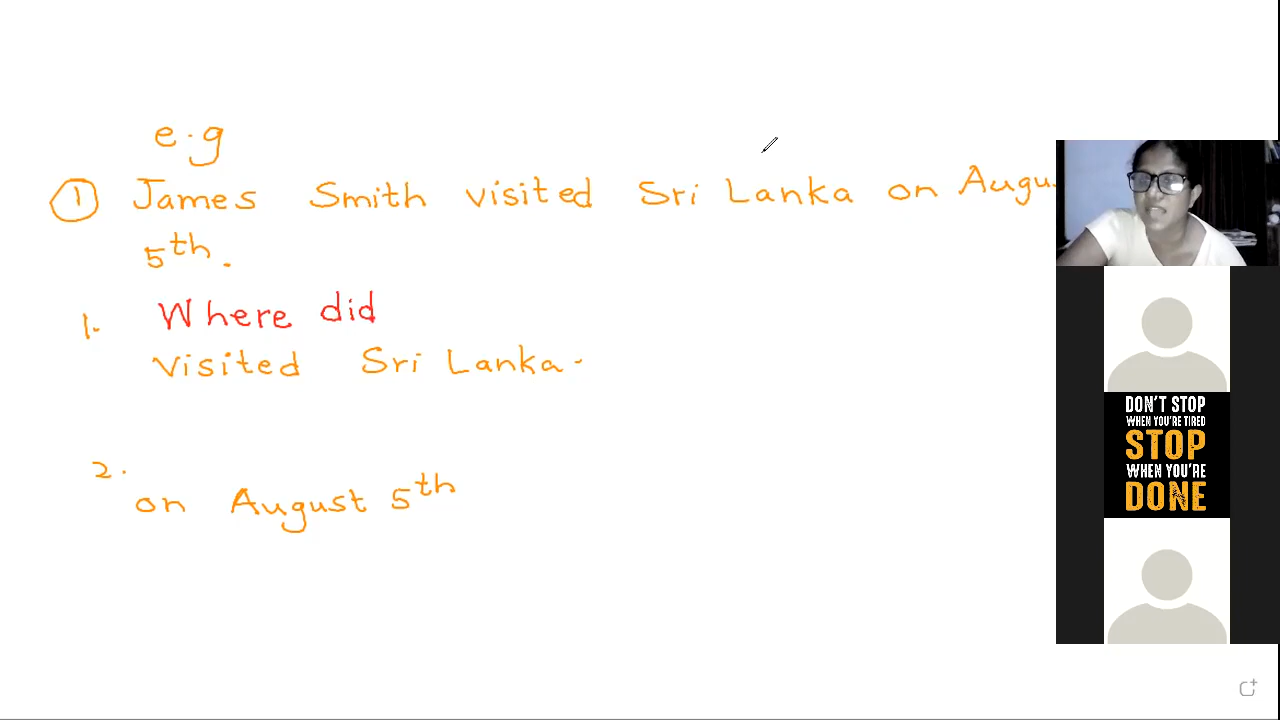 e.g
1 James Smith visited Sri Lanka on Augu
5th.
1. Where did
visited Sri Lanka.
2.
on August 5th
DON'T STOP
WHEN YOU'RE TIRED
STOP
WHEN YOU'RE
DONE